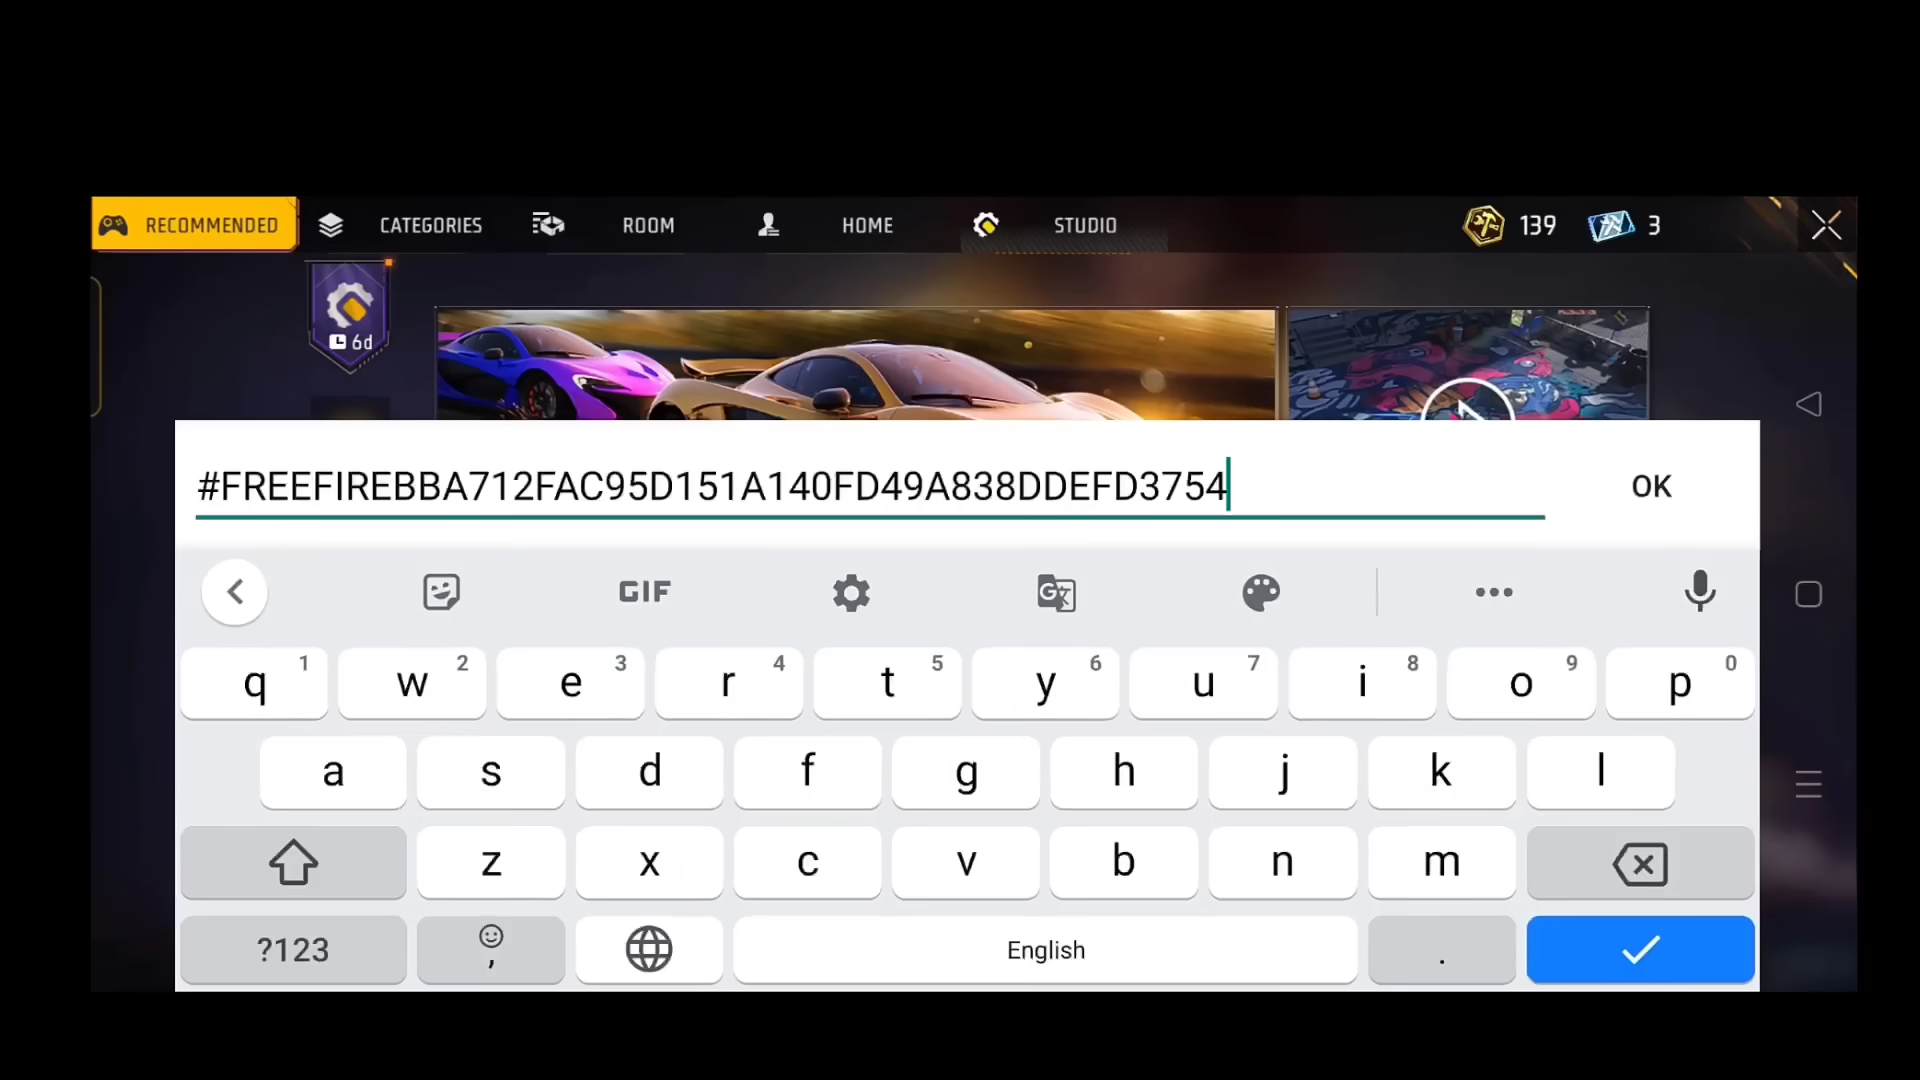 RECOMMENDED CATEGORIES ROOM HOME STUDIO 139 3
6d
#FREEFIREBBA712FAC95D151A140FD49A838DDEFD3754 OK
GIF
q 1 w 2 e 3 r 4 t 5 y 6 u 7 i 8 o 9 p 0
a s d f g h j k l
z x c v b n m
?123 , English .